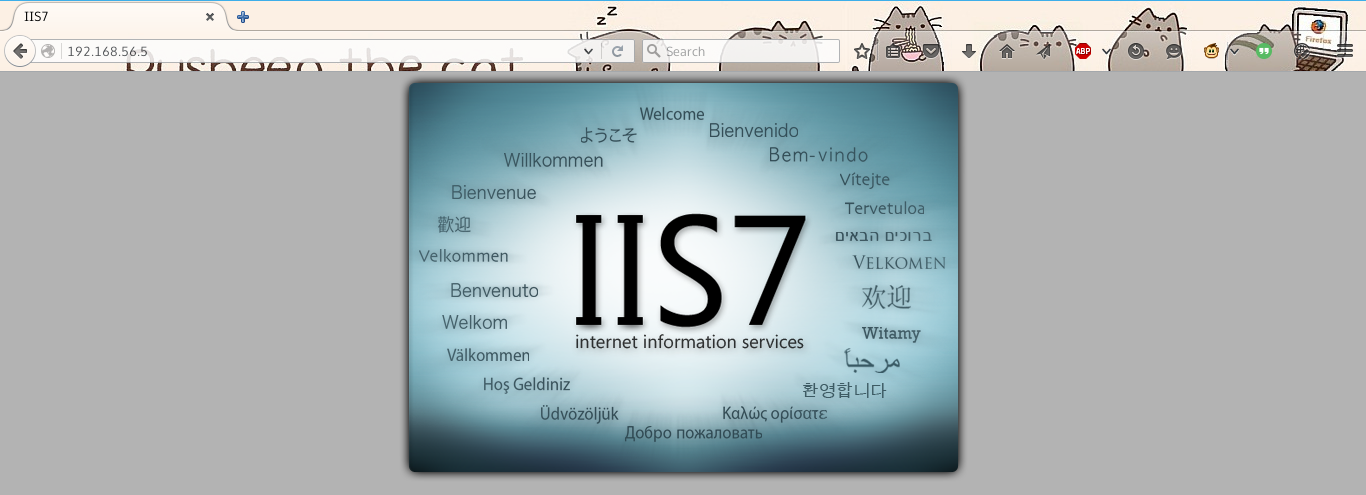 IIS7
192.168.56.5
Search
ABP
Pusheen the cat
Firefox
Welcome
ようこそ
Bienvenido
Willkommen
Bem-vindo
Bienvenue
Vítejte
歡迎
Tervetuloa
ברוכים הבאים
Velkommen
VELKOMEN
Benvenuto
欢迎
Welkom
Witamy
Välkommen
مرحباً
Hoş Geldiniz
환영합니다
Üdvözöljük
Καλώς ορίσατε
Добро пожаловать
IIS7
internet information services